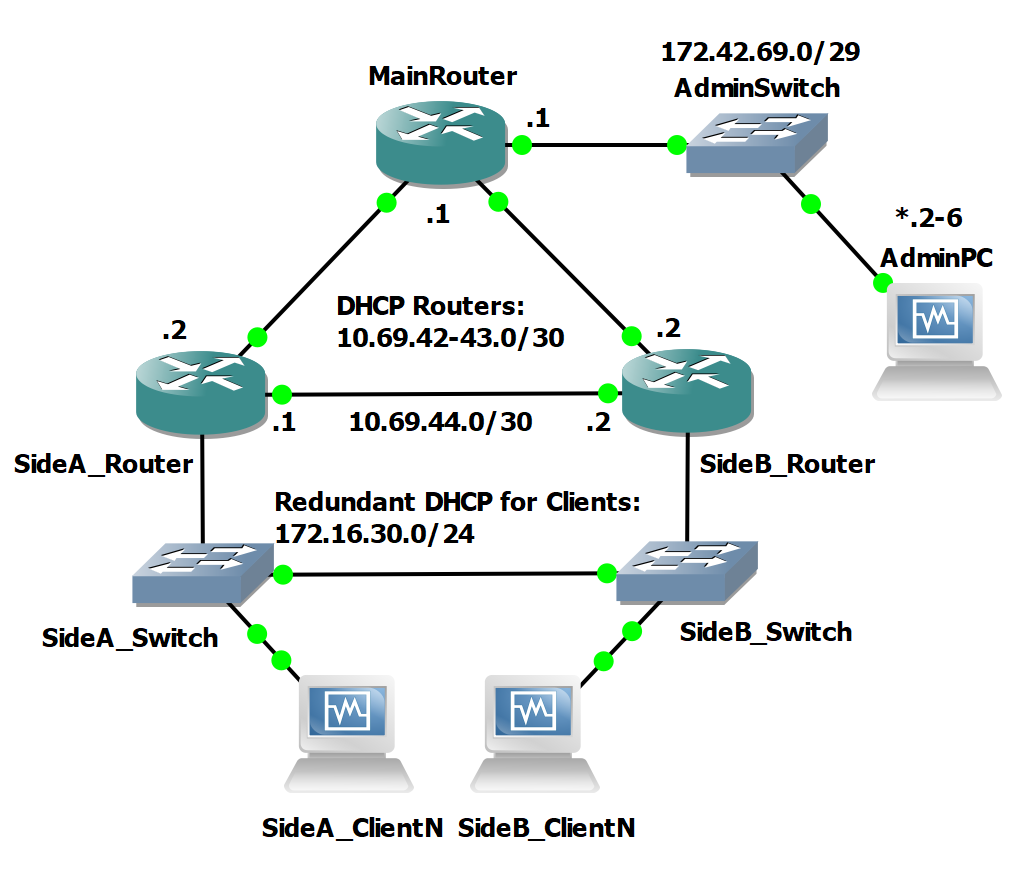 172.42.69.0/29
MainRouter
AdminSwitch
.1
.1
*.2-6
AdminPC
DHCP Routers:
10.69.42-43.0/30
.2
.2
.1
10.69.44.0/30
.2
SideA_Router
SideB_Router
Redundant DHCP for Clients:
172.16.30.0/24
SideA_Switch
SideB_Switch
SideA_ClientN
SideB_ClientN